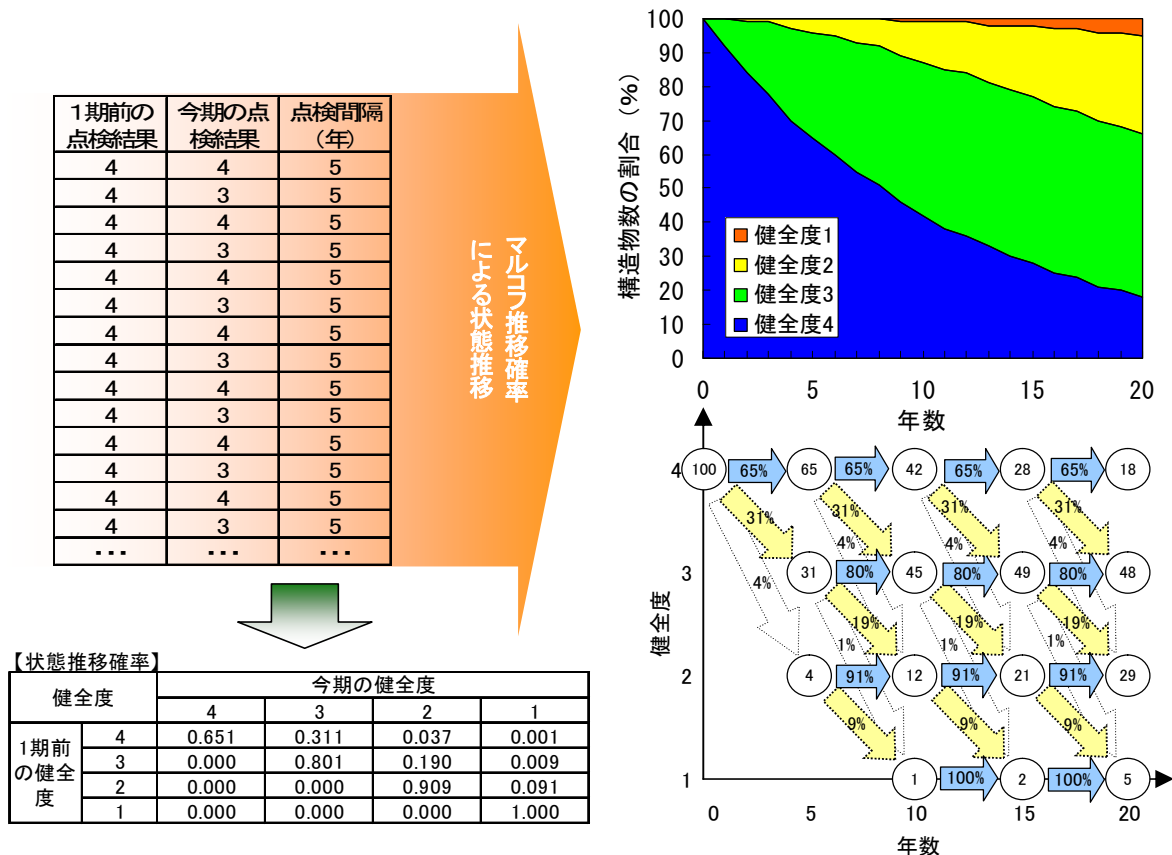 1期前の点検結果 今期の点検結果 点検間隔（年）
4 4 5
4 3 5
4 4 5
4 3 5
4 4 5
4 3 5
4 4 5
4 3 5
4 4 5
4 3 5
4 4 5
4 3 5
4 4 5
4 3 5
・・・ ・・・ ・・・
マルコフ推移確率
による状態推移
【状態推移確率】
健全度 今期の健全度
4 3 2 1
1期前の健全度
4 0.651 0.311 0.037 0.001
3 0.000 0.801 0.190 0.009
2 0.000 0.000 0.909 0.091
1 0.000 0.000 0.000 1.000
構造物数の割合（%）
100
90
80
70
60
50
40
30
20
10
0
健全度1
健全度2
健全度3
健全度4
0 5 10 15 20
年数
健全度
4 100 65% 65 65% 42 65% 28 65% 18
31% 31% 31% 31%
4% 4% 4% 4%
3 31 80% 45 80% 49 80% 48
19% 19% 19%
1% 1% 1%
2 4 91% 12 91% 21 91% 29
9% 9% 9%
1 1 100% 2 100% 5
0 5 10 15 20
年数